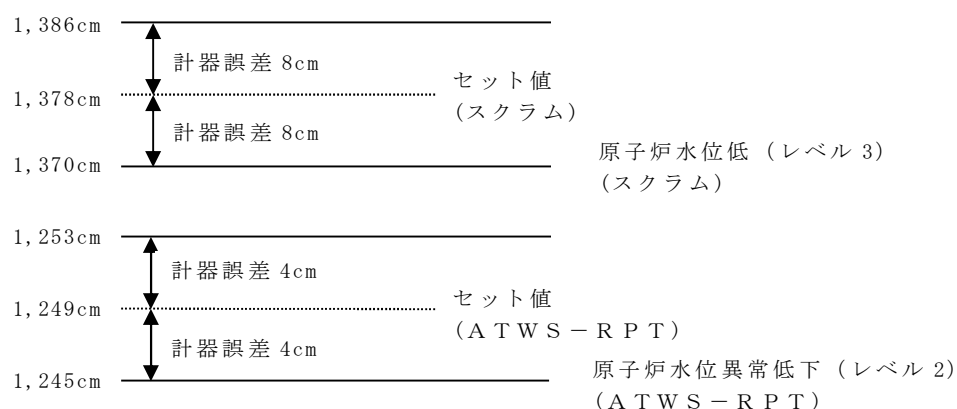 1,386cm
計器誤差 8cm
セット値
1,378cm
(スクラム)
計器誤差 8cm
原子炉水位低 (レベル 3)
1,370cm
(スクラム)
1,253cm
計器誤差 4cm
セット値
1,249cm
(ATWS-RPT)
計器誤差 4cm
原子炉水位異常低下 (レベル 2)
1,245cm
(ATWS-RPT)